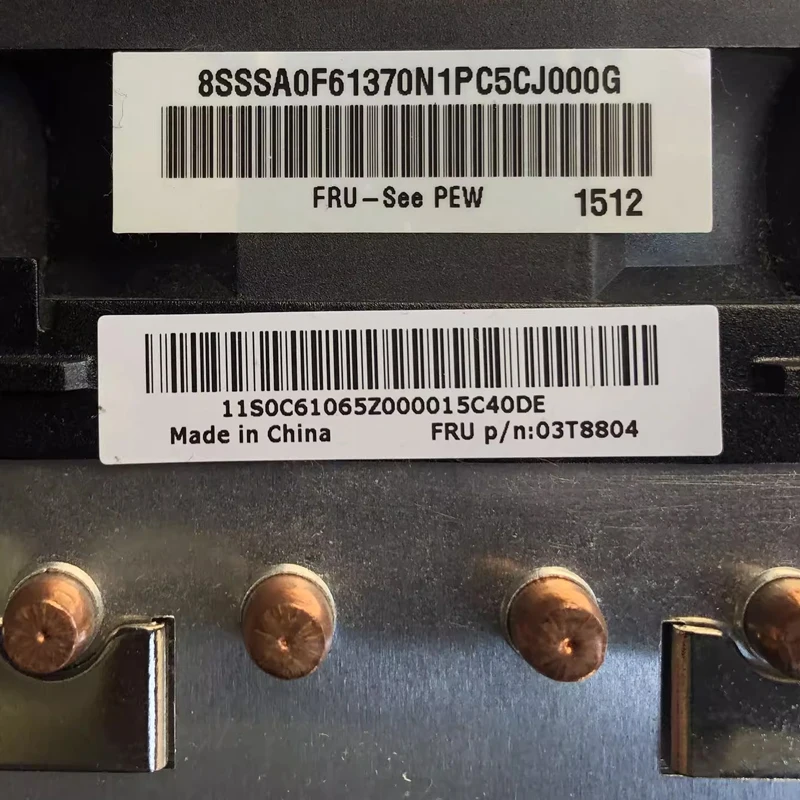 8SSSA0F61370N1PC5CJ000G
FRU-See PEW 1512
11S0C61065Z000015C40DE
Made in China FRU p/n:03T8804